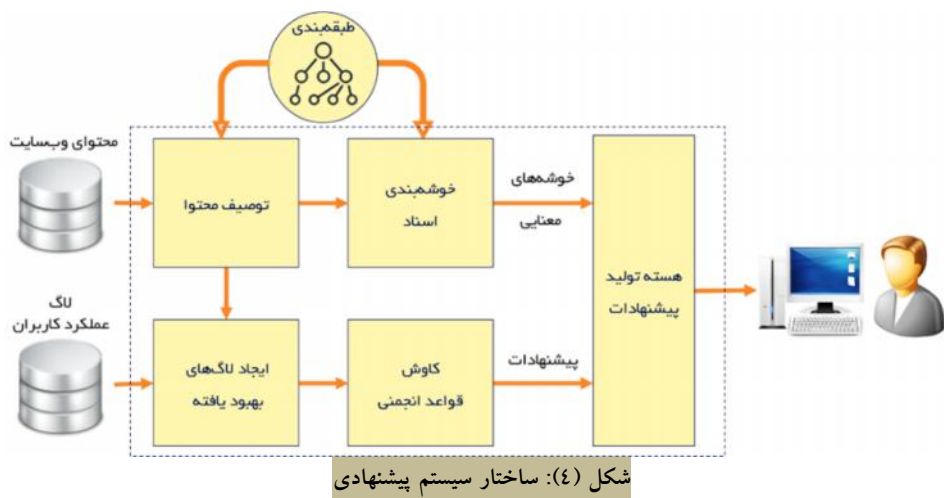 طبقه‌بندی
محتوای وب‌سایت
توصیف محتوا
خوشه‌بندی
اسناد
خوشه‌های
معنایی
هسته تولید
پیشنهادات
لاگ
عملکرد کاربران
ایجاد لاگ‌های
بهبود یافته
کاوش
قواعد انجمنی
پیشنهادات
شکل (٤): ساختار سیستم پیشنهادی